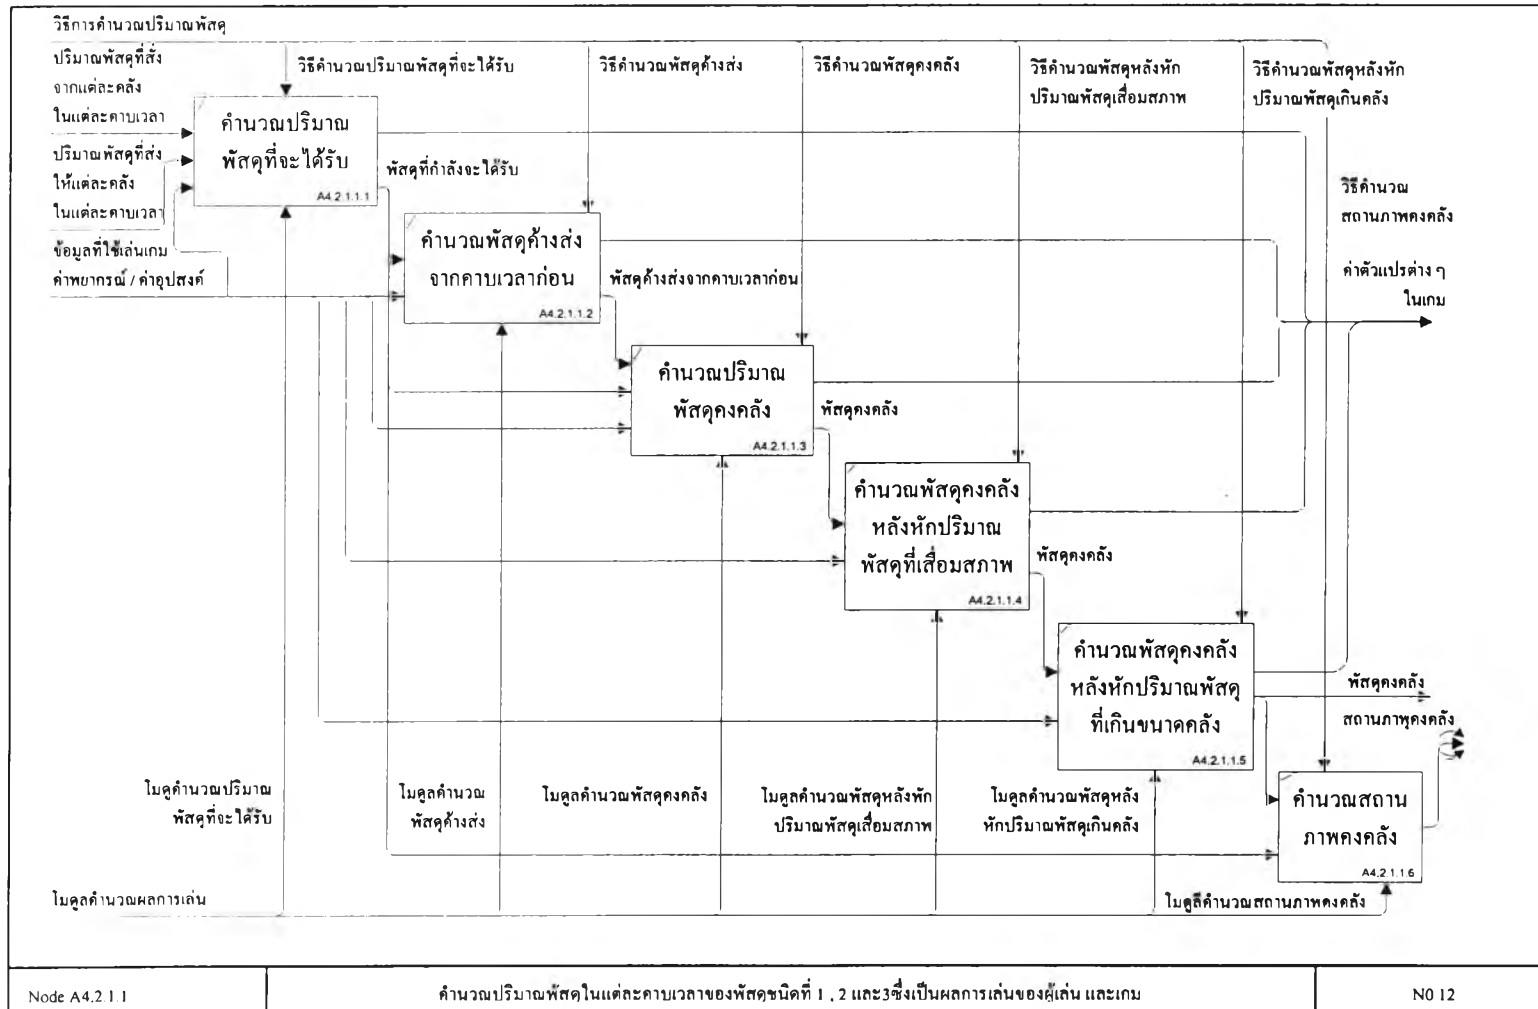 วิธีการคำนวณปริมาณพัสดุ
ปริมาณพัสดุที่สั่ง
จากแต่ละคลัง
ในแต่ละคาบเวลา
วิธีคำนวณปริมาณพัสดุที่จะได้รับ
วิธีคำนวณพัสดุค้างส่ง
วิธีคำนวณพัสดุคงคลัง
วิธีคำนวณพัสดุหลังหัก
ปริมาณพัสดุเสื่อมสภาพ
วิธีคำนวณพัสดุหลังหัก
ปริมาณพัสดุเกินคลัง
คำนวณปริมาณ
พัสดุที่จะได้รับ
A4.2.1.1.1
ปริมาณพัสดุที่ส่ง
ให้แต่ละคลัง
ในแต่ละคาบเวลา
พัสดุที่กำลังจะได้รับ
วิธีคำนวณ
สถานภาพคงคลัง
ข้อมูลที่ใช้เล่นเกม
ค่าพยากรณ์ / ค่าอุปสงค์
คำนวณพัสดุค้างส่ง
จากคาบเวลาก่อน
A4.2.1.1.2
พัสดุค้างส่งจากคาบเวลาก่อน
ค่าตัวแปรต่าง ๆ
ในเกม
คำนวณปริมาณ
พัสดุคงคลัง
A4.2.1.1.3
พัสดุคงคลัง
คำนวณพัสดุคงคลัง
หลังหักปริมาณ
พัสดุที่เสื่อมสภาพ
A4.2.1.1.4
พัสดุคงคลัง
คำนวณพัสดุคงคลัง
หลังหักปริมาณพัสดุ
ที่เกินขนาดคลัง
A4.2.1.1.5
พัสดุคงคลัง
สถานภาพคงคลัง
โมดูคำนวณปริมาณ
พัสดุที่จะได้รับ
โมดูลคำนวณ
พัสดุค้างส่ง
โมดูลคำนวณพัสดุคงคลัง
โมดูลคำนวณพัสดุหลังหัก
ปริมาณพัสดุเสื่อมสภาพ
โมดูลคำนวณพัสดุหลัง
หักปริมาณพัสดุเกินคลัง
คำนวณสถาน
ภาพคงคลัง
A4.2.1.1.6
โมดูลคำนวณผลการเล่น
โมดูลคำนวณสถานภาพคงคลัง
Node A4.2.1.1
คำนวณปริมาณพัสดุในแต่ละคาบเวลาของพัสดุชนิดที่ 1 , 2 และ3ซึ่งเป็นผลการเล่นของผู้เล่น และเกม
N0 12